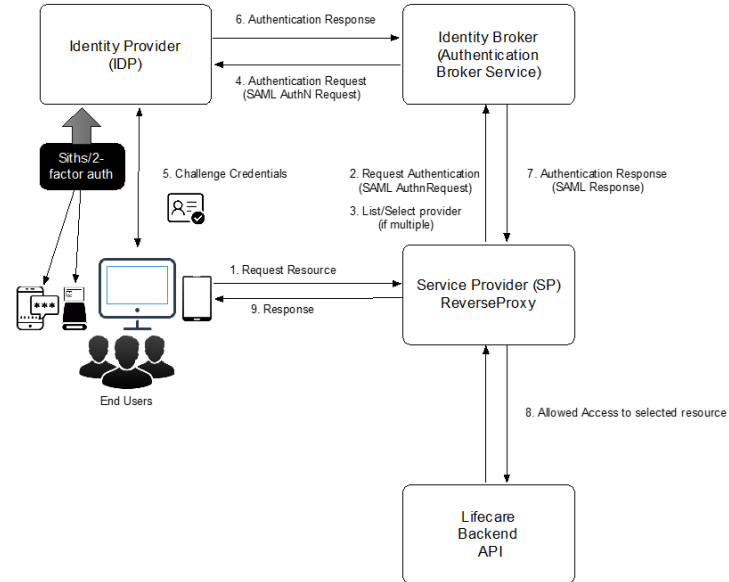 6. Authentication Response
Identity Provider
(IDP)
Identity Broker
(Authentication
Broker Service)
4. Authentication Request
(SAML AuthN Request)
Siths/2-
factor auth
5. Challenge Credentials
2. Request Authentication
(SAML AuthnRequest)
3. List/Select provider
(if multiple)
7. Authentication Response
(SAML Response)
1. Request Resource
9. Response
Service Provider (SP)
ReverseProxy
***
End Users
8. Allowed Access to selected resource
Lifecare
Backend
API